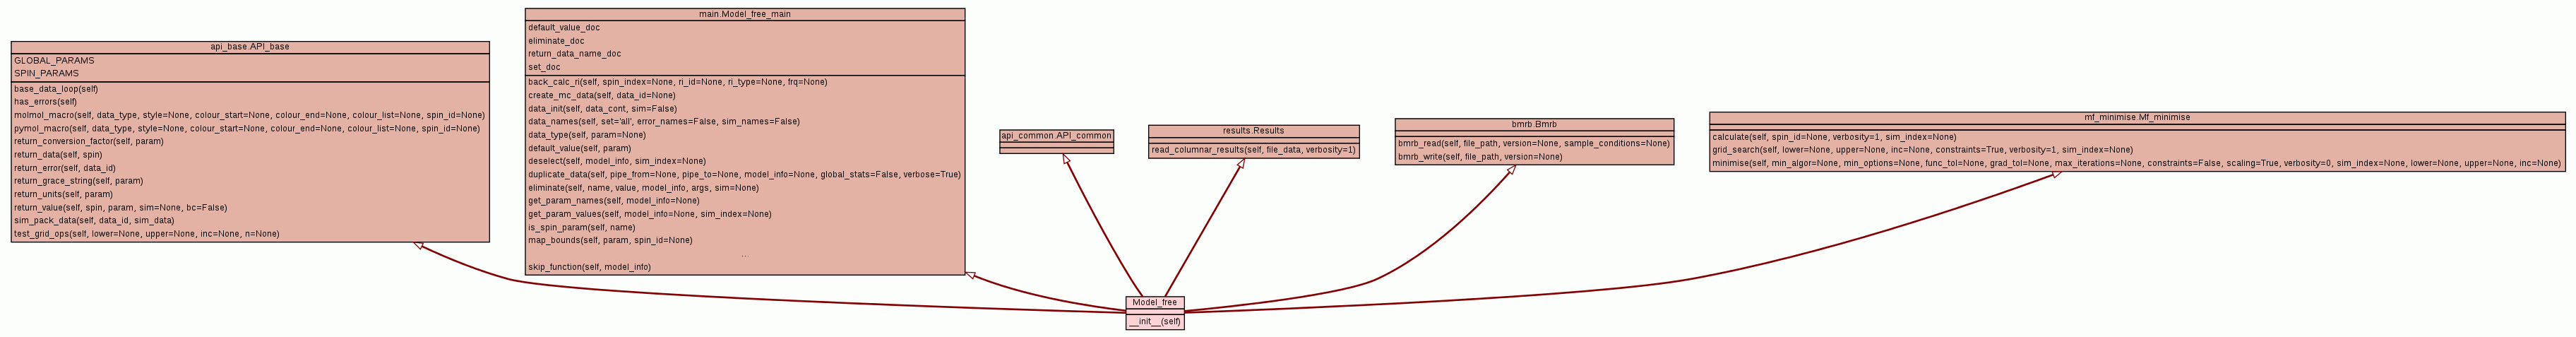 api_base.API_base
GLOBAL_PARAMS
SPIN_PARAMS
base_data_loop(self)
has_errors(self)
molmol_macro(self, data_type, style=None, colour_start=None, colour_end=None, colour_list=None, spin_id=None)
pymol_macro(self, data_type, style=None, colour_start=None, colour_end=None, colour_list=None, spin_id=None)
return_conversion_factor(self, param)
return_data(self, spin)
return_error(self, data_id)
return_grace_string(self, param)
return_units(self, param)
return_value(self, spin, param, sim=None, bc=False)
sim_pack_data(self, data_id, sim_data)
test_grid_ops(self, lower=None, upper=None, inc=None, n=None)
main.Model_free_main
default_value_doc
eliminate_doc
return_data_name_doc
set_doc
back_calc_ri(self, spin_index=None, ri_id=None, ri_type=None, frq=None)
create_mc_data(self, data_id=None)
data_init(self, data_cont, sim=False)
data_names(self, set='all', error_names=False, sim_names=False)
data_type(self, param=None)
default_value(self, param)
deselect(self, model_info, sim_index=None)
duplicate_data(self, pipe_from=None, pipe_to=None, model_info=None, global_stats=False, verbose=True)
eliminate(self, name, value, model_info, args, sim=None)
get_param_names(self, model_info=None)
get_param_values(self, model_info=None, sim_index=None)
is_spin_param(self, name)
map_bounds(self, param, spin_id=None)
...
skip_function(self, model_info)
api_common.API_common
results.Results
read_columnar_results(self, file_data, verbosity=1)
bmrb.Bmrb
bmrb_read(self, file_path, version=None, sample_conditions=None)
bmrb_write(self, file_path, version=None)
mf_minimise.Mf_minimise
calculate(self, spin_id=None, verbosity=1, sim_index=None)
grid_search(self, lower=None, upper=None, inc=None, constraints=True, verbosity=1, sim_index=None)
minimise(self, min_algor=None, min_options=None, func_tol=None, grad_tol=None, max_iterations=None, constraints=False, scaling=True, verbosity=0, sim_index=None, lower=None, upper=None, inc=None)
Model_free
__init__(self)